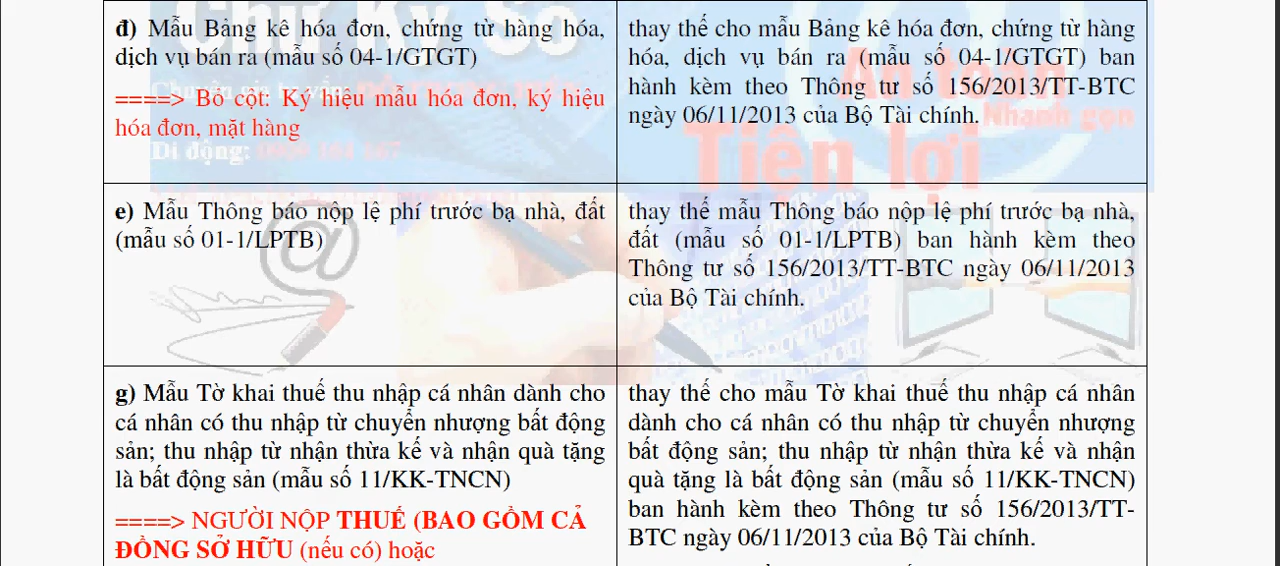 đ) Mẫu Bảng kê hóa đơn, chứng từ hàng hóa,
dịch vụ bán ra (mẫu số 04-1/GTGT)
====> Bỏ cột: Ký hiệu mẫu hóa đơn, ký hiệu
hóa đơn, mặt hàng
thay thế cho mẫu Bảng kê hóa đơn, chứng từ hàng
hóa, dịch vụ bán ra (mẫu số 04-1/GTGT) ban
hành kèm theo Thông tư số 156/2013/TT-BTC
ngày 06/11/2013 của Bộ Tài chính.
Chữ Ký Số
An toàn
Nhanh gọn
Tiện lợi
Di động:
e) Mẫu Thông báo nộp lệ phí trước bạ nhà, đất
(mẫu số 01-1/LPTB)
thay thế mẫu Thông báo nộp lệ phí trước bạ nhà,
đất (mẫu số 01-1/LPTB) ban hành kèm theo
Thông tư số 156/2013/TT-BTC ngày 06/11/2013
của Bộ Tài chính.
g) Mẫu Tờ khai thuế thu nhập cá nhân dành cho
cá nhân có thu nhập từ chuyển nhượng bất động
sản; thu nhập từ nhận thừa kế và nhận quà tặng
là bất động sản (mẫu số 11/KK-TNCN)
====> NGƯỜI NỘP THUẾ (BAO GỒM CẢ
ĐỒNG SỞ HỮU (nếu có) hoặc
thay thế cho mẫu Tờ khai thuế thu nhập cá nhân
dành cho cá nhân có thu nhập từ chuyển nhượng
bất động sản; thu nhập từ nhận thừa kế và nhận
quà tặng là bất động sản (mẫu số 11/KK-TNCN)
ban hành kèm theo Thông tư số 156/2013/TT-
BTC ngày 06/11/2013 của Bộ Tài chính.